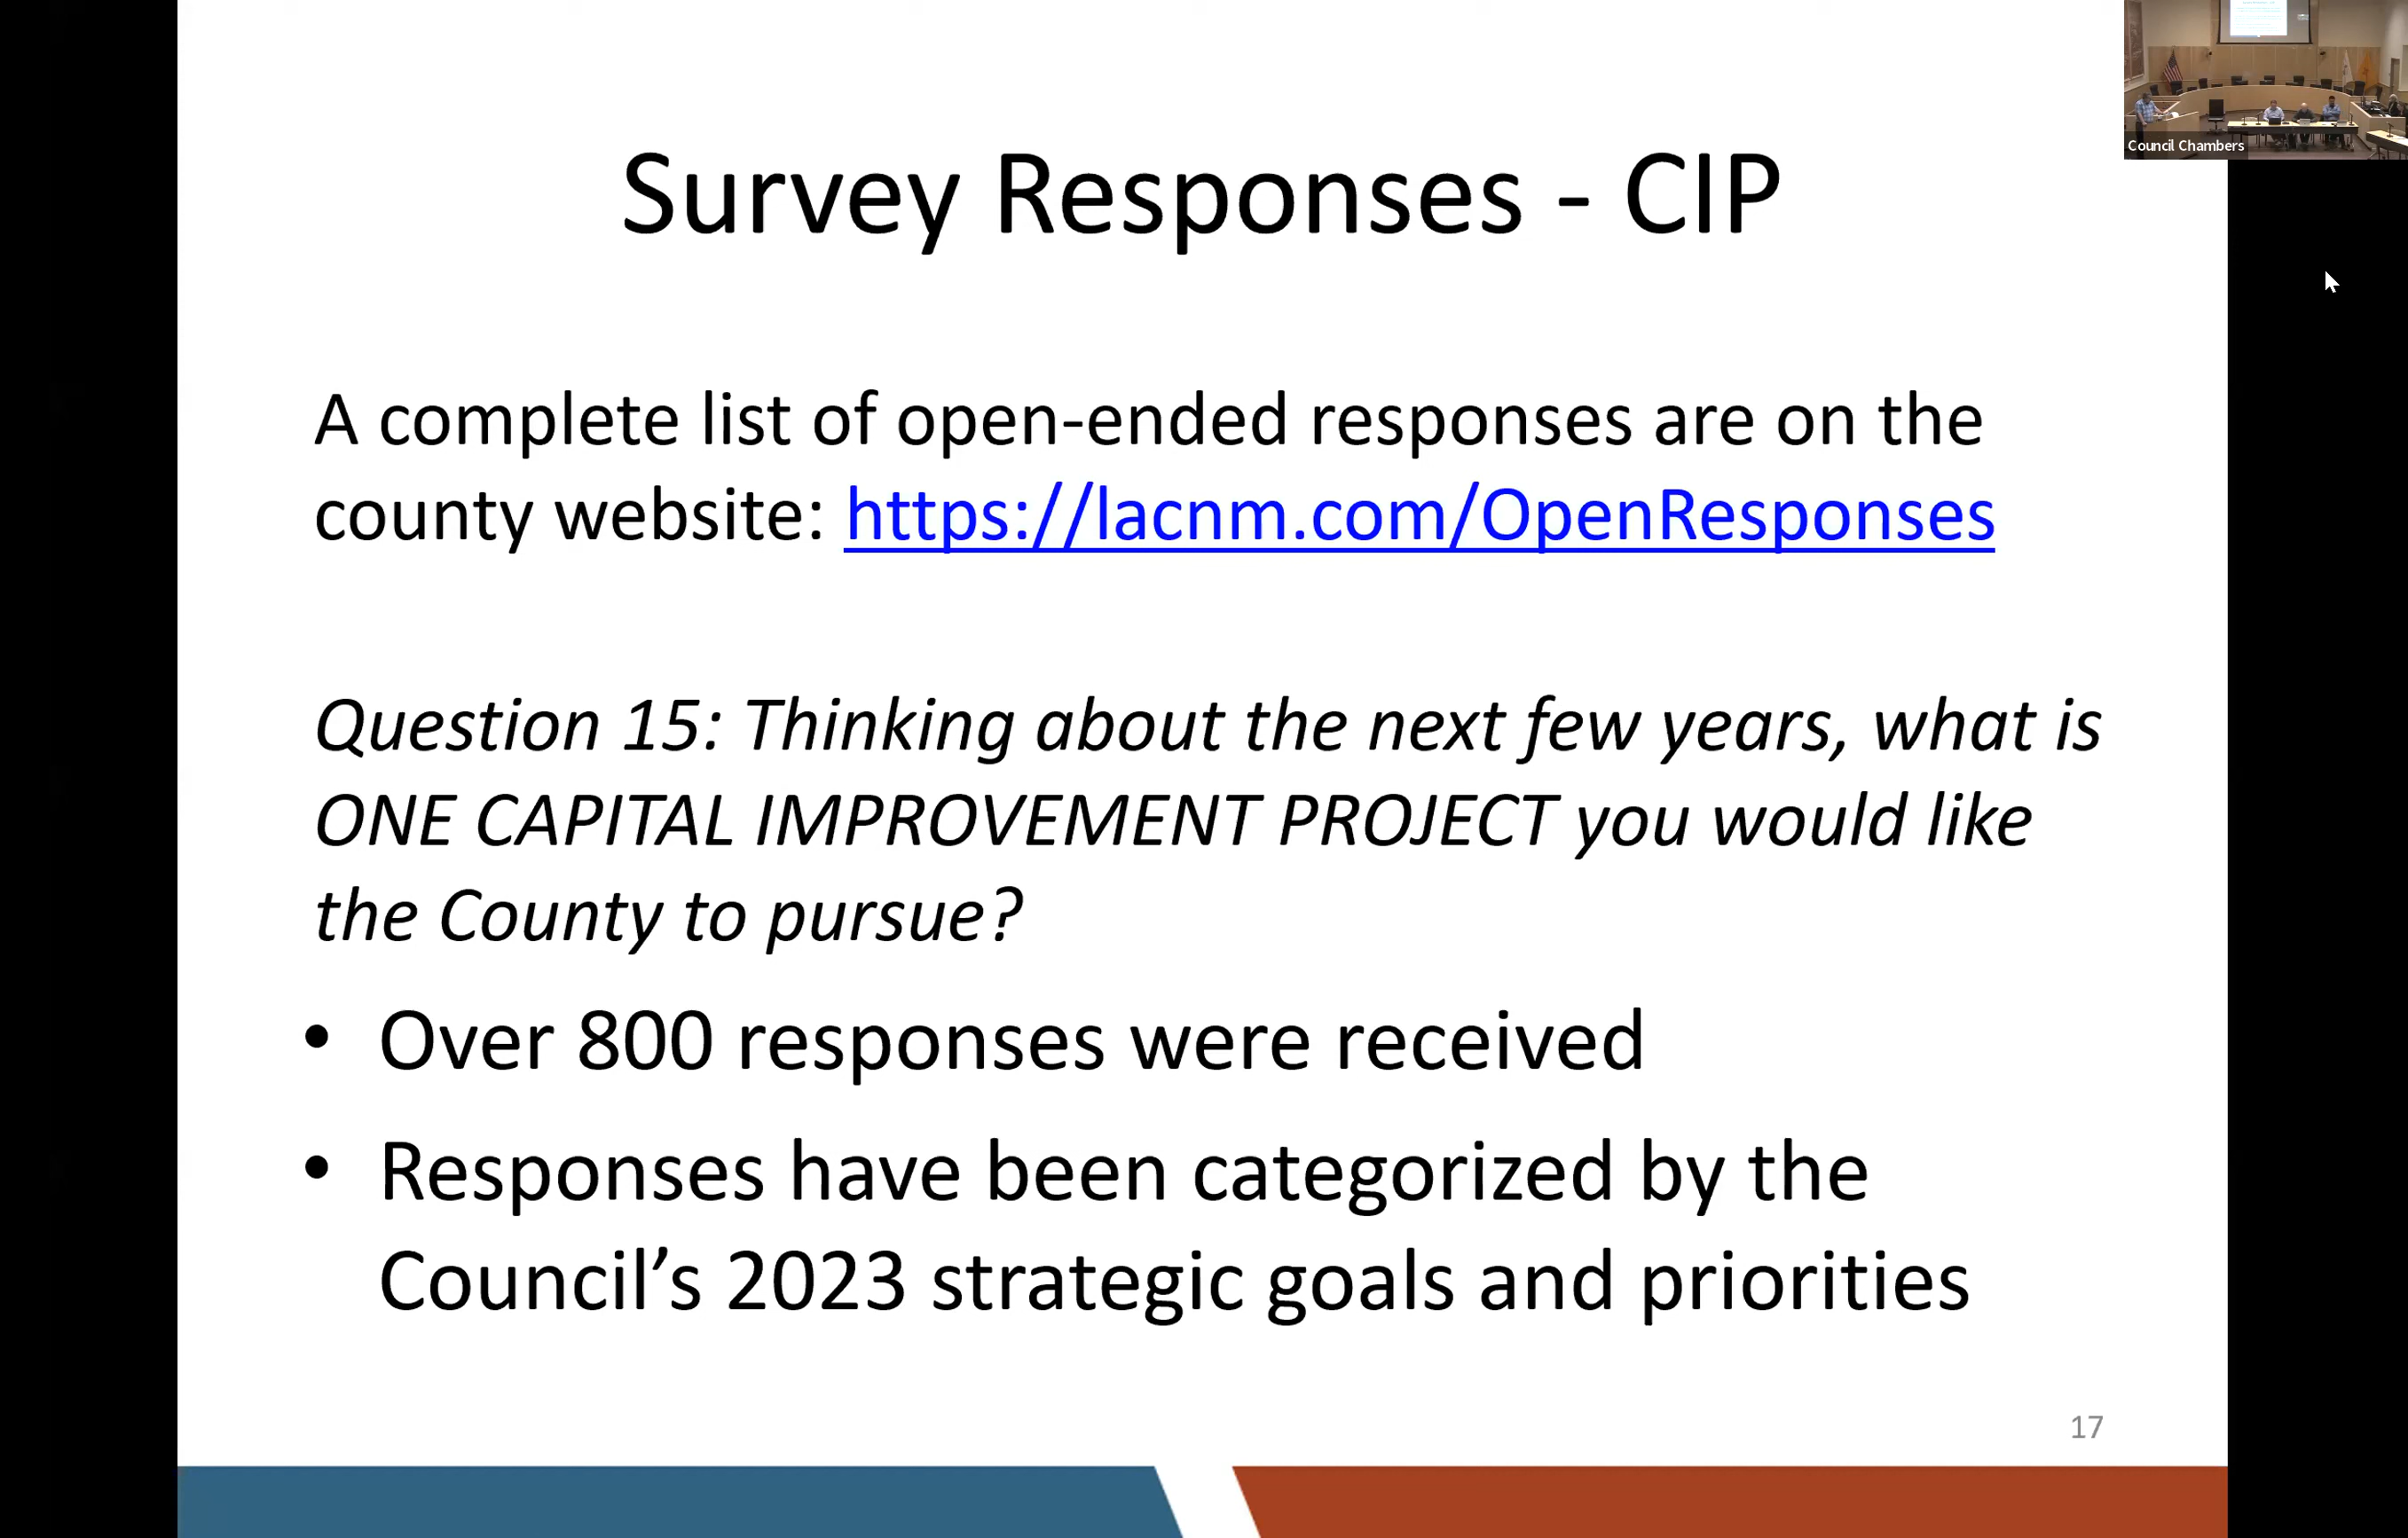 Survey Responses - CIP
Council Chambers
A complete list of open-ended responses are on the
county website: https://lacnm.com/OpenResponses
Question 15: Thinking about the next few years, what is
ONE CAPITAL IMPROVEMENT PROJECT you would like
the County to pursue?
• Over 800 responses were received
• Responses have been categorized by the
Council’s 2023 strategic goals and priorities
17